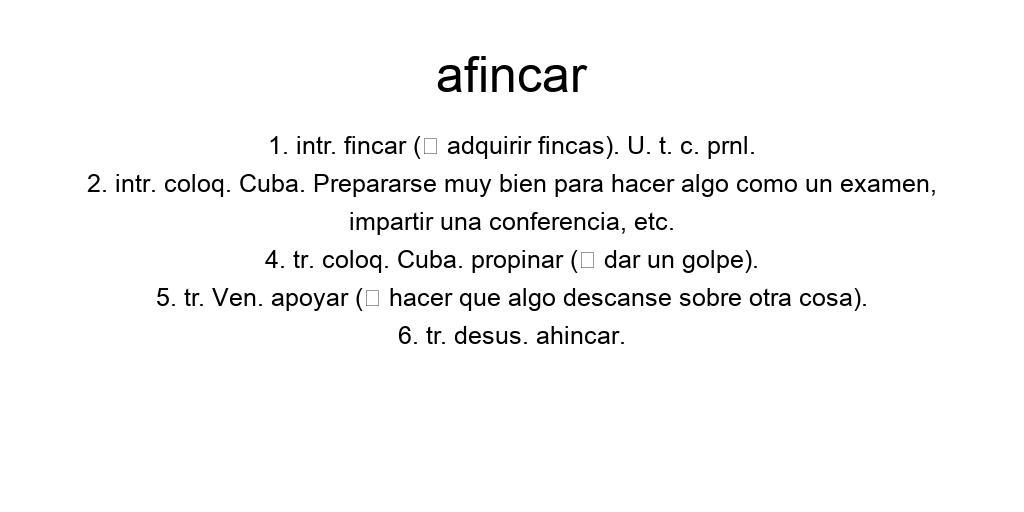 afincar
1. intr. fincar (□ adquirir fincas). U. t. c. prnl.
2. intr. coloq. Cuba. Prepararse muy bien para hacer algo como un examen,
impartir una conferencia, etc.
4. tr. coloq. Cuba. propinar (□ dar un golpe).
5. tr. Ven. apoyar (□ hacer que algo descanse sobre otra cosa).
6. tr. desus. ahincar.